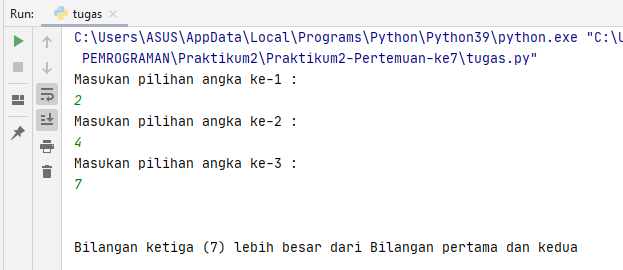 Run: tugas
C:\Users\ASUS\AppData\Local\Programs\Python\Python39\python.exe "C:\
PEMROGRAMAN\Praktikum2\Praktikum2-Pertemuan-ke7\tugas.py"
Masukan pilihan angka ke-1 :
2
Masukan pilihan angka ke-2 :
4
Masukan pilihan angka ke-3 :
7
Bilangan ketiga (7) lebih besar dari Bilangan pertama dan kedua